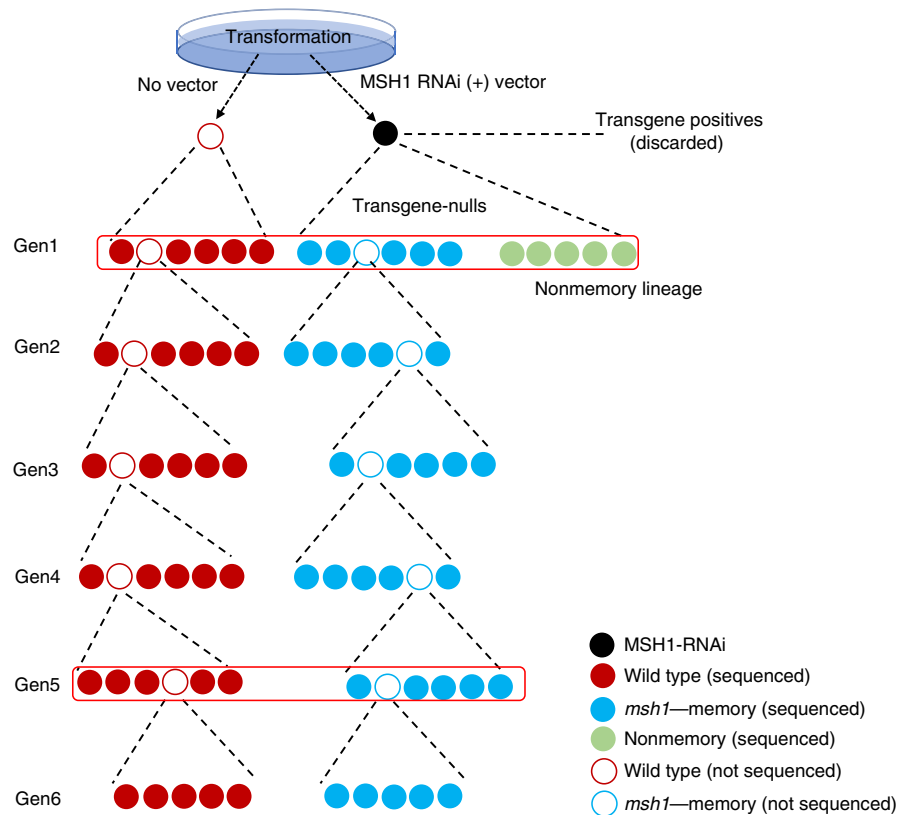 Transformation
No vector
MSH1 RNAi (+) vector
Transgene positives
(discarded)
Transgene-nulls
Gen1
Nonmemory lineage
Gen2
Gen3
Gen4
Gen5
Gen6
MSH1-RNAi
Wild type (sequenced)
msh1—memory (sequenced)
Nonmemory (sequenced)
Wild type (not sequenced)
msh1—memory (not sequenced)